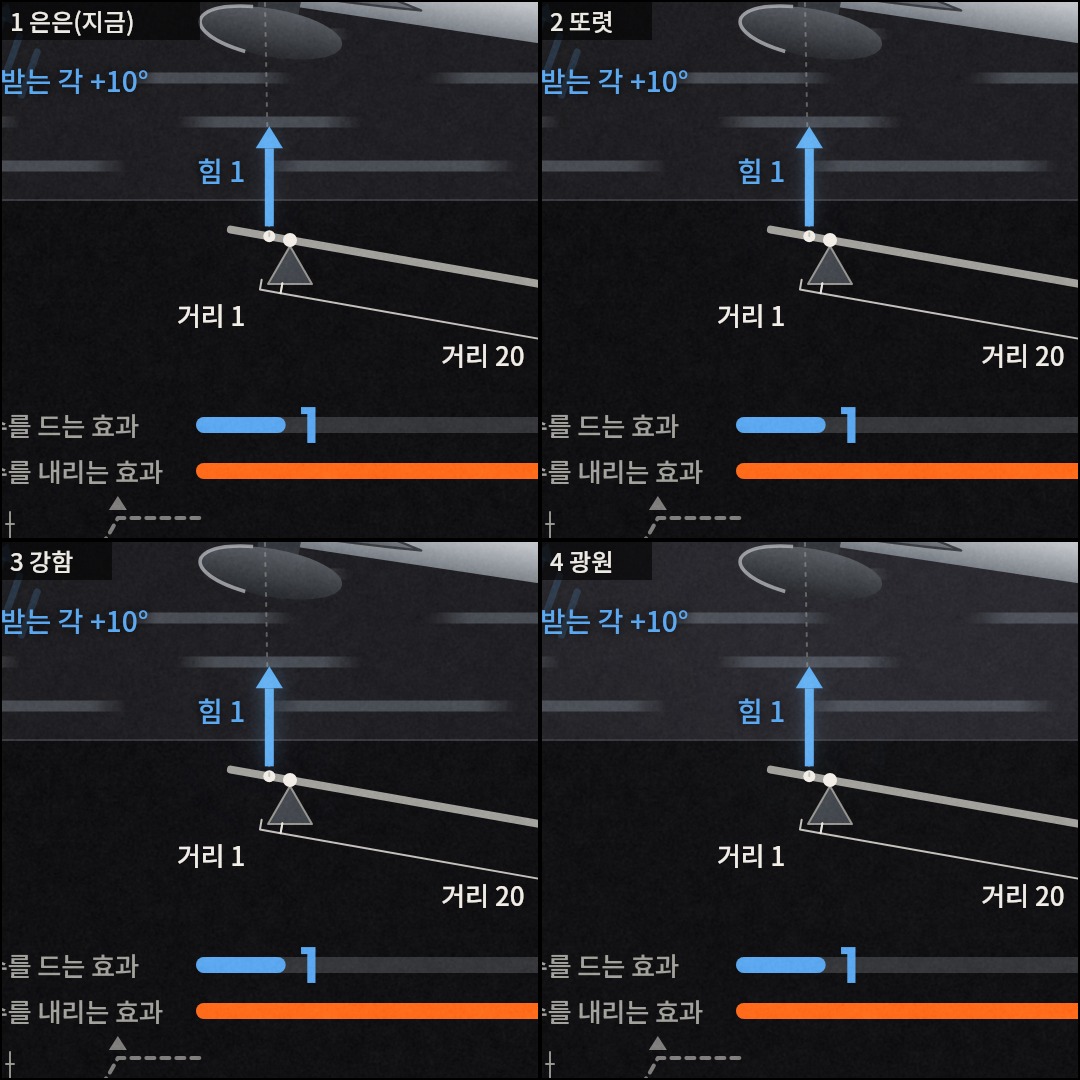 1 은은(지금)
받는 각 +10°
힘 1
거리 1
거리 20
를 드는 효과
1
를 내리는 효과
2 또렷
받는 각 +10°
힘 1
거리 1
거리 20
를 드는 효과
1
를 내리는 효과
3 강함
받는 각 +10°
힘 1
거리 1
거리 20
를 드는 효과
1
를 내리는 효과
4 광원
받는 각 +10°
힘 1
거리 1
거리 20
를 드는 효과
1
를 내리는 효과